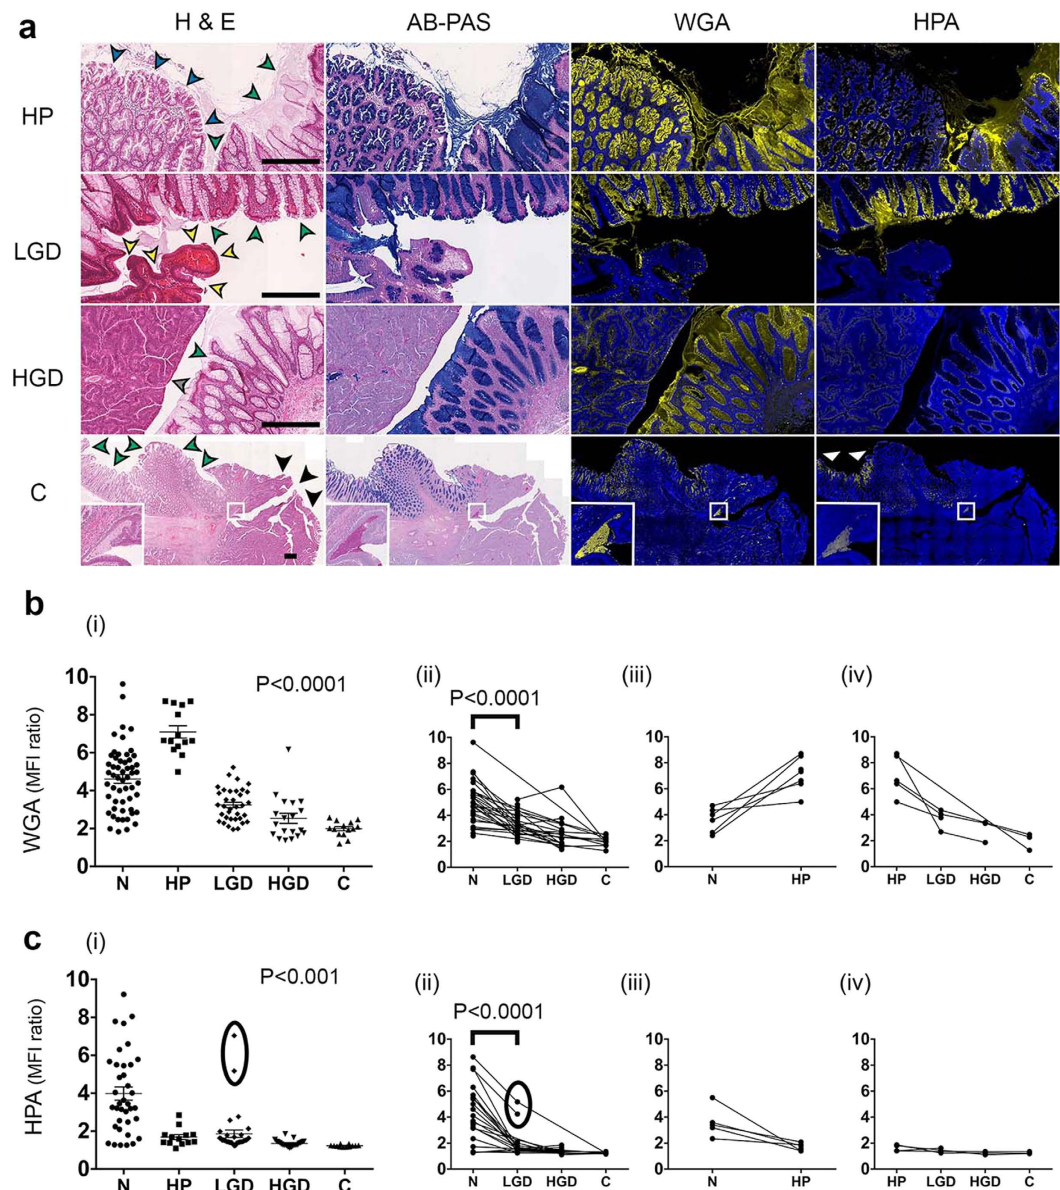 a
H & E
AB-PAS
WGA
HPA
HP
LGD
HGD
C
b
(i)
(ii)
(iii)
(iv)
P<0.0001
P<0.0001
WGA (MFI ratio)
10
8
6
4
2
0
N HP LGD HGD C
10
8
6
4
2
0
N LGD HGD C
10
8
6
4
2
0
N HP
10
8
6
4
2
0
HP LGD HGD C
c
(i)
(ii)
(iii)
(iv)
P<0.001
P<0.0001
HPA (MFI ratio)
10
8
6
4
2
0
N HP LGD HGD C
10
8
6
4
2
0
N LGD HGD C
10
8
6
4
2
0
N HP
10
8
6
4
2
0
HP LGD HGD C